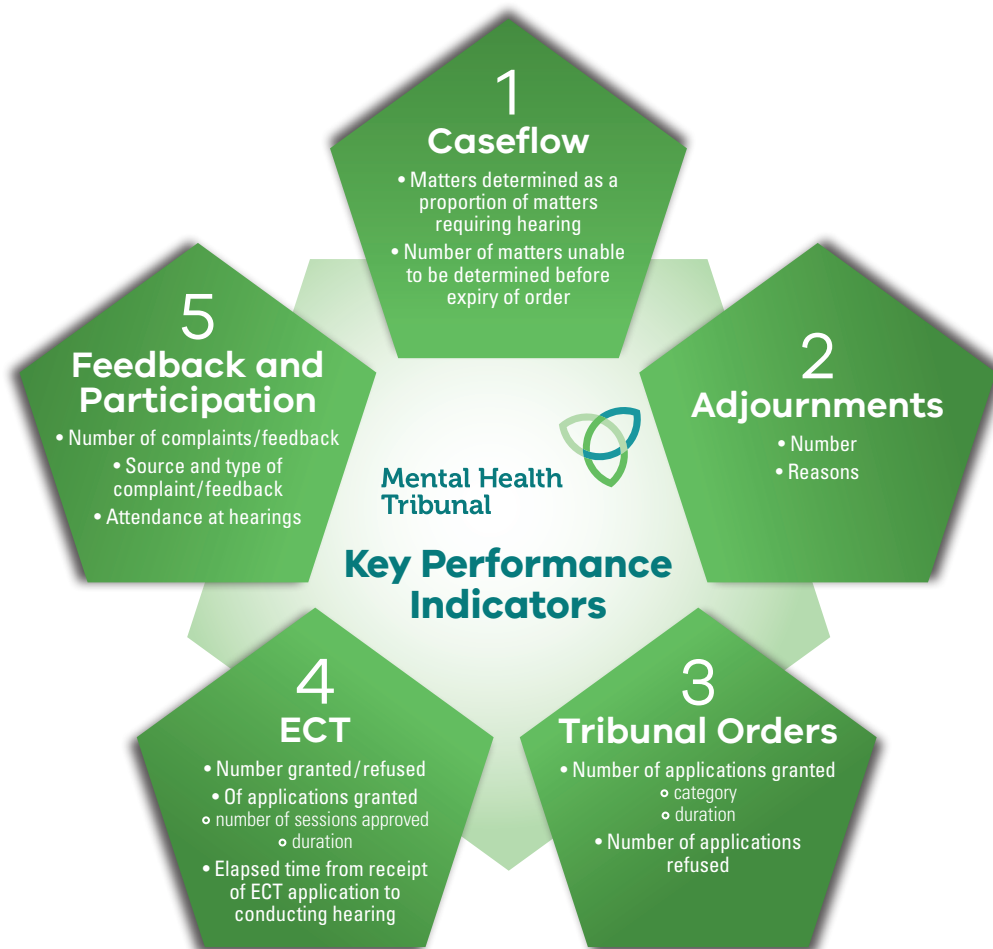 1
Caseflow
• Matters determined as a
proportion of matters
requiring hearing
• Number of matters unable
to be determined before
expiry of order
2
Adjournments
• Number
• Reasons
3
Tribunal Orders
• Number of applications granted
∘ category
∘ duration
• Number of applications
refused
4
ECT
• Number granted/refused
• Of applications granted
∘ number of sessions approved
∘ duration
• Elapsed time from receipt
of ECT application to
conducting hearing
5
Feedback and
Participation
• Number of complaints/feedback
• Source and type of
complaint/feedback
• Attendance at hearings
Mental Health
Tribunal
Key Performance
Indicators